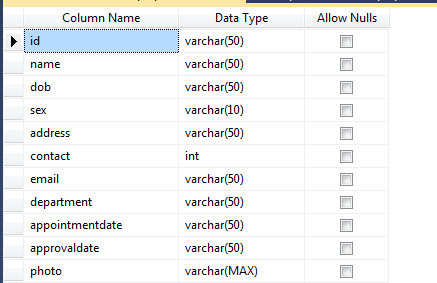 Column Name Data Type Allow Nulls
id varchar(50)
name varchar(50)
dob varchar(50)
sex varchar(10)
address varchar(50)
contact int
email varchar(50)
department varchar(50)
appointmentdate varchar(50)
approvaldate varchar(50)
photo varchar(MAX)